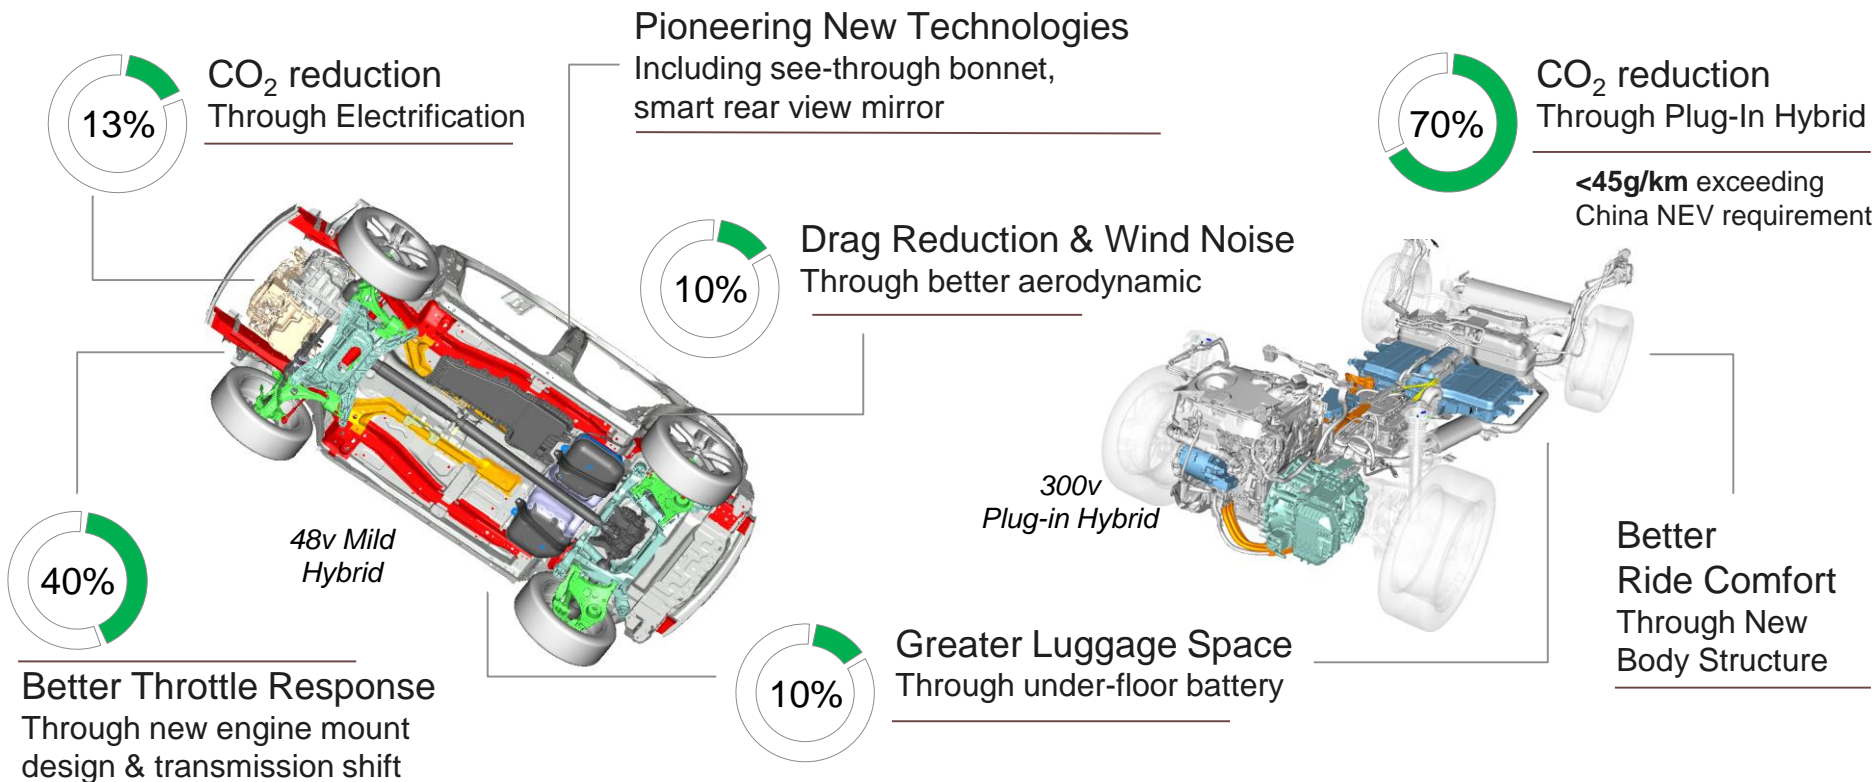 Pioneering New Technologies
Including see-through bonnet,
smart rear view mirror
13%
CO₂ reduction
Through Electrification
70%
CO₂ reduction
Through Plug-In Hybrid
<45g/km exceeding
China NEV requirement
10%
Drag Reduction & Wind Noise
Through better aerodynamic
48v Mild
Hybrid
300v
Plug-in Hybrid
40%
Better Throttle Response
Through new engine mount
design & transmission shift
10%
Greater Luggage Space
Through under-floor battery
Better
Ride Comfort
Through New
Body Structure